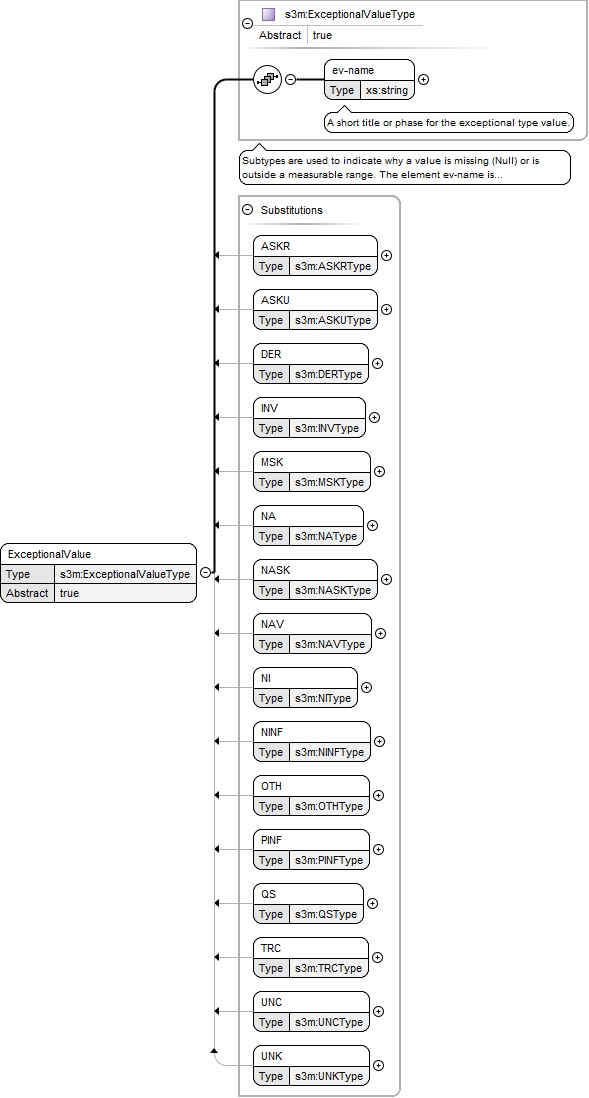 s3m:ExceptionalValueType
Abstract true
ev-name
Type xs:string
A short title or phase for the exceptional type value.
Subtypes are used to indicate why a value is missing (Null) or is
outside a measurable range. The element ev-name is...
Substitutions
ASKR
Type s3m:ASKRType
ASKU
Type s3m:ASKUType
DER
Type s3m:DERType
INV
Type s3m:INVType
MSK
Type s3m:MSKType
NA
Type s3m:NAType
ExceptionalValue
Type s3m:ExceptionalValueType
Abstract true
NASK
Type s3m:NASKType
NAV
Type s3m:NAVType
NI
Type s3m:NIType
NINF
Type s3m:NINFType
OTH
Type s3m:OTHType
PINF
Type s3m:PINFType
QS
Type s3m:QSType
TRC
Type s3m:TRCType
UNC
Type s3m:UNCType
UNK
Type s3m:UNKType